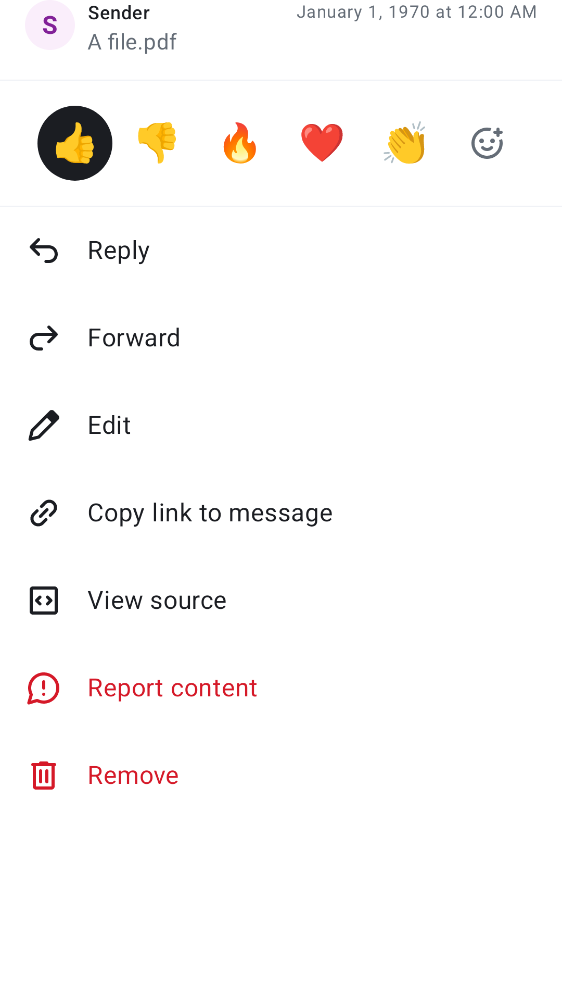 S
Sender
January 1, 1970 at 12:00 AM
A file.pdf
Reply
Forward
Edit
Copy link to message
View source
Report content
Remove